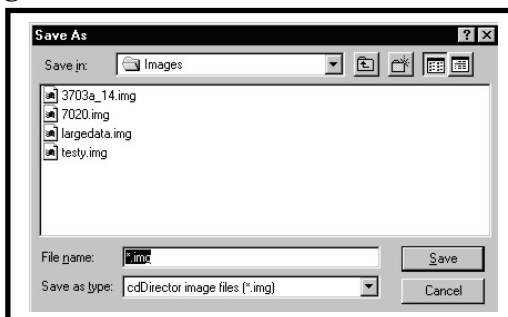 Save As
Save in: Images
3703a_14.img
7020.img
largedata.img
testy.img
File name: *.img Save
Save as type: cdDirector image files (*.img) Cancel